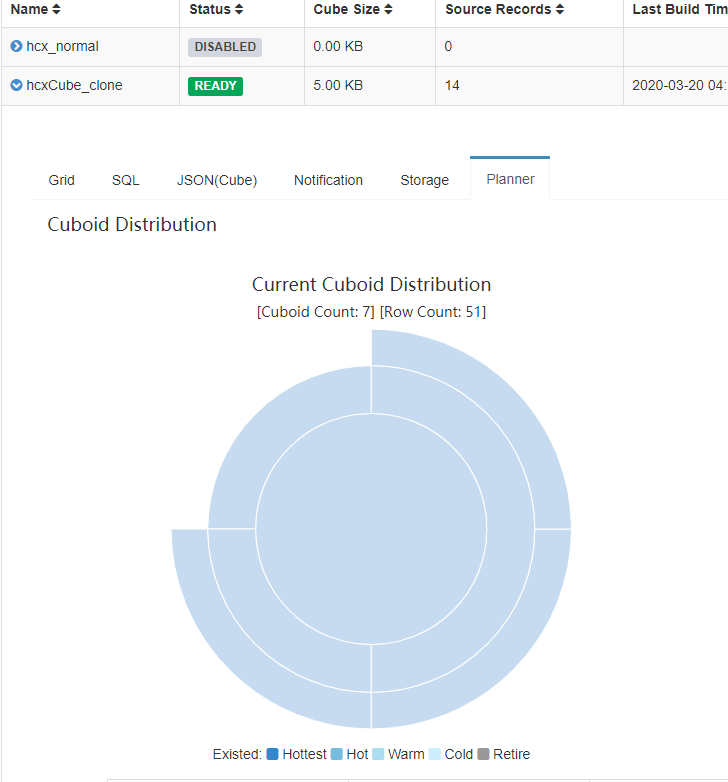 Name Status Cube Size Source Records Last Build Tim
hcx_normal DISABLED 0.00 KB 0
hcxCube_clone READY 5.00 KB 14 2020-03-20 04:
Grid SQL JSON(Cube) Notification Storage Planner
Cuboid Distribution
Current Cuboid Distribution
[Cuboid Count: 7] [Row Count: 51]
Existed: Hottest Hot Warm Cold Retire